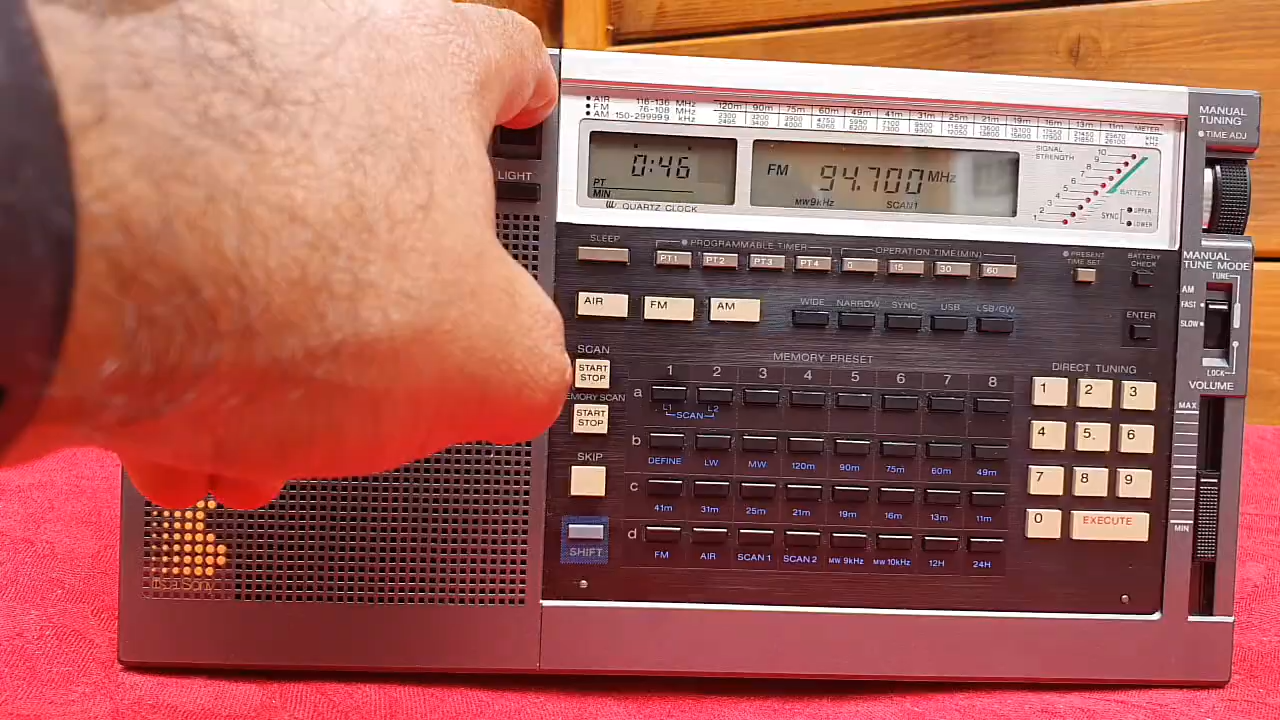 MANUAL TUNING
TIME ADJ
AIR 116-136 MHz
FM 76-108 MHz
AM 150-29999.9 kHz
120m 90m 75m 60m 49m 41m 31m 25m 21m 19m 16m 13m 11m METER
SIGNAL STRENGTH
10
9
8
7
6
5
4
3
2
1
BATTERY
SYNC UPPER
LOWER
LIGHT
0:46
PT
MIN
QUARTZ CLOCK
FM 94.700 MHz
MW9kHz SCAN1
SLEEP
PROGRAMMABLE TIMER
OPERATION TIME(MIN)
PT1 PT2 PT3 PT4 0 15 30 60
PRESENT TIME SET
BATTERY CHECK
MANUAL TUNE MODE
TUNE
AM
FAST
SLOW
LOCK
AIR FM AM
WIDE NARROW SYNC USB LSB/CW
ENTER
SCAN
START STOP
MEMORY PRESET
DIRECT TUNING
VOLUME
MAX
MIN
1 2 3 4 5 6 7 8
a
L1 SCAN L2
EMORY SCAN
START STOP
b
DEFINE LW MW 120m 90m 75m 60m 49m
SKIP
c
41m 31m 25m 21m 19m 16m 13m 11m
SHIFT
d
FM AIR SCAN 1 SCAN 2 MW 9kHz MW 10kHz 12H 24H
1 2 3
4 5. 6
7 8 9
0 EXECUTE